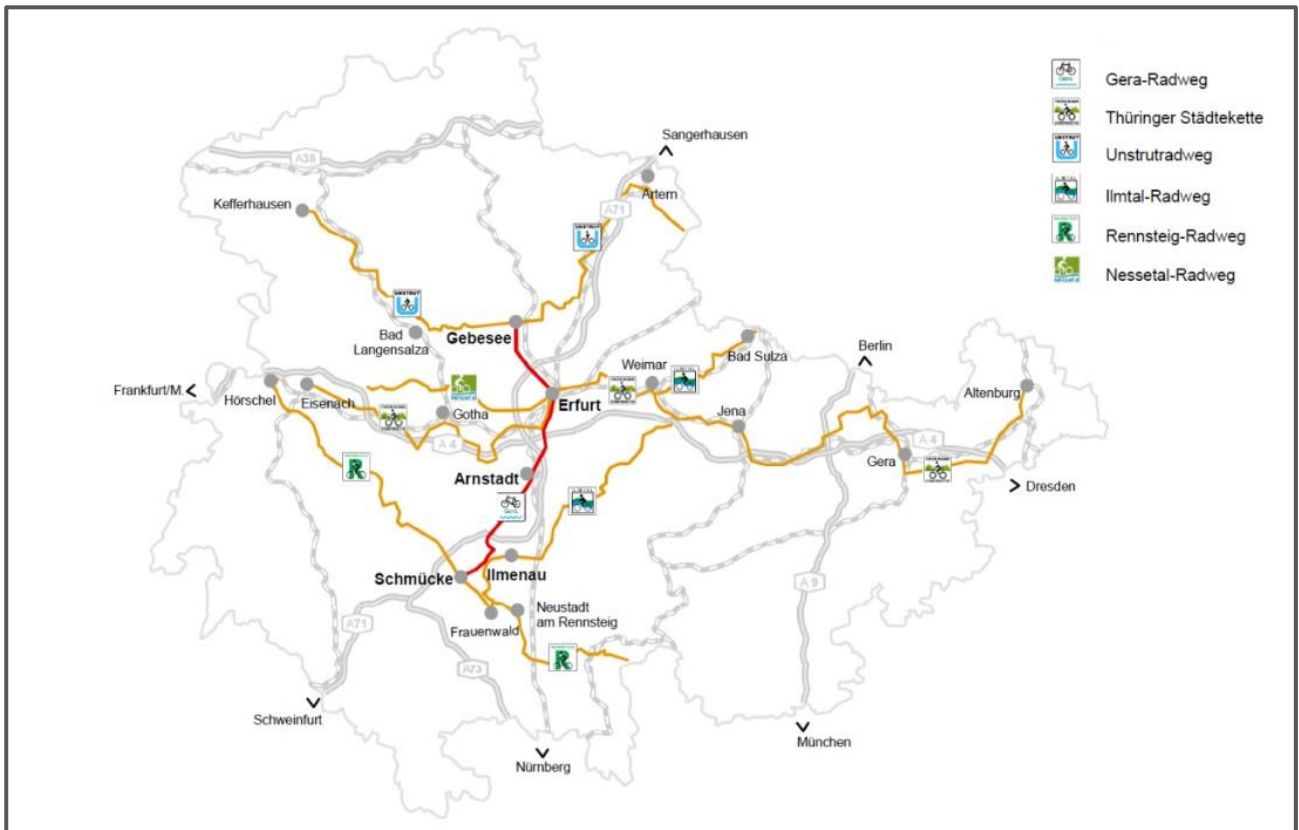 Gera-Radweg
Thüringer Städtekette
Unstrutradweg
Ilmtal-Radweg
Rennsteig-Radweg
Nessetal-Radweg
Sangerhausen
A38
Artern
Kefferhausen
A71
UNSTRUT
UNSTRUT
Bad
Langensalza
Gebesee
Berlin
Weimar
Bad Sulza
Frankfurt/M.
Hörschel
Eisenach
Gotha
Erfurt
Jena
Altenburg
A 4
A 4
Gera
Dresden
Arnstadt
Schmücke
Ilmenau
A 9
Neustadt
am Rennsteig
Frauenwald
A71
A73
Schweinfurt
München
Nürnberg